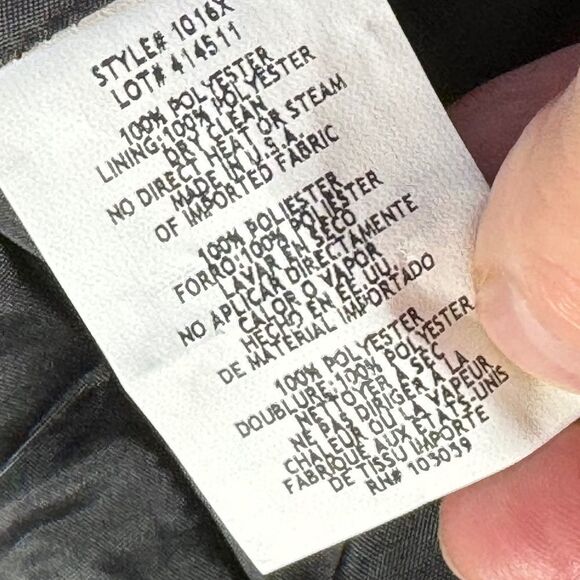 STYLE# 1016X
LOT# 414511
100% POLYESTER
LINING:100% POLYESTER
DRY CLEAN
NO DIRECT HEAT OR STEAM
MADE IN U.S.A.
OF IMPORTED FABRIC
100% POLIESTER
FORRO:100% POLIESTER
LAVAR EN SECO
NO APLICAR DIRECTAMENTE
CALOR O VAPOR
HECHO EN EE.UU.
DE MATERIAL IMPORTADO
100% POLYESTER
DOUBLURE:100% POLYESTER
NETTOYER A SEC
NE PAS DIRIGER A LA
CHALEUR OU LA VAPEUR
FABRIQUE AUX ETATS-UNIS
DE TISSU IMPORTE
RN# 103039